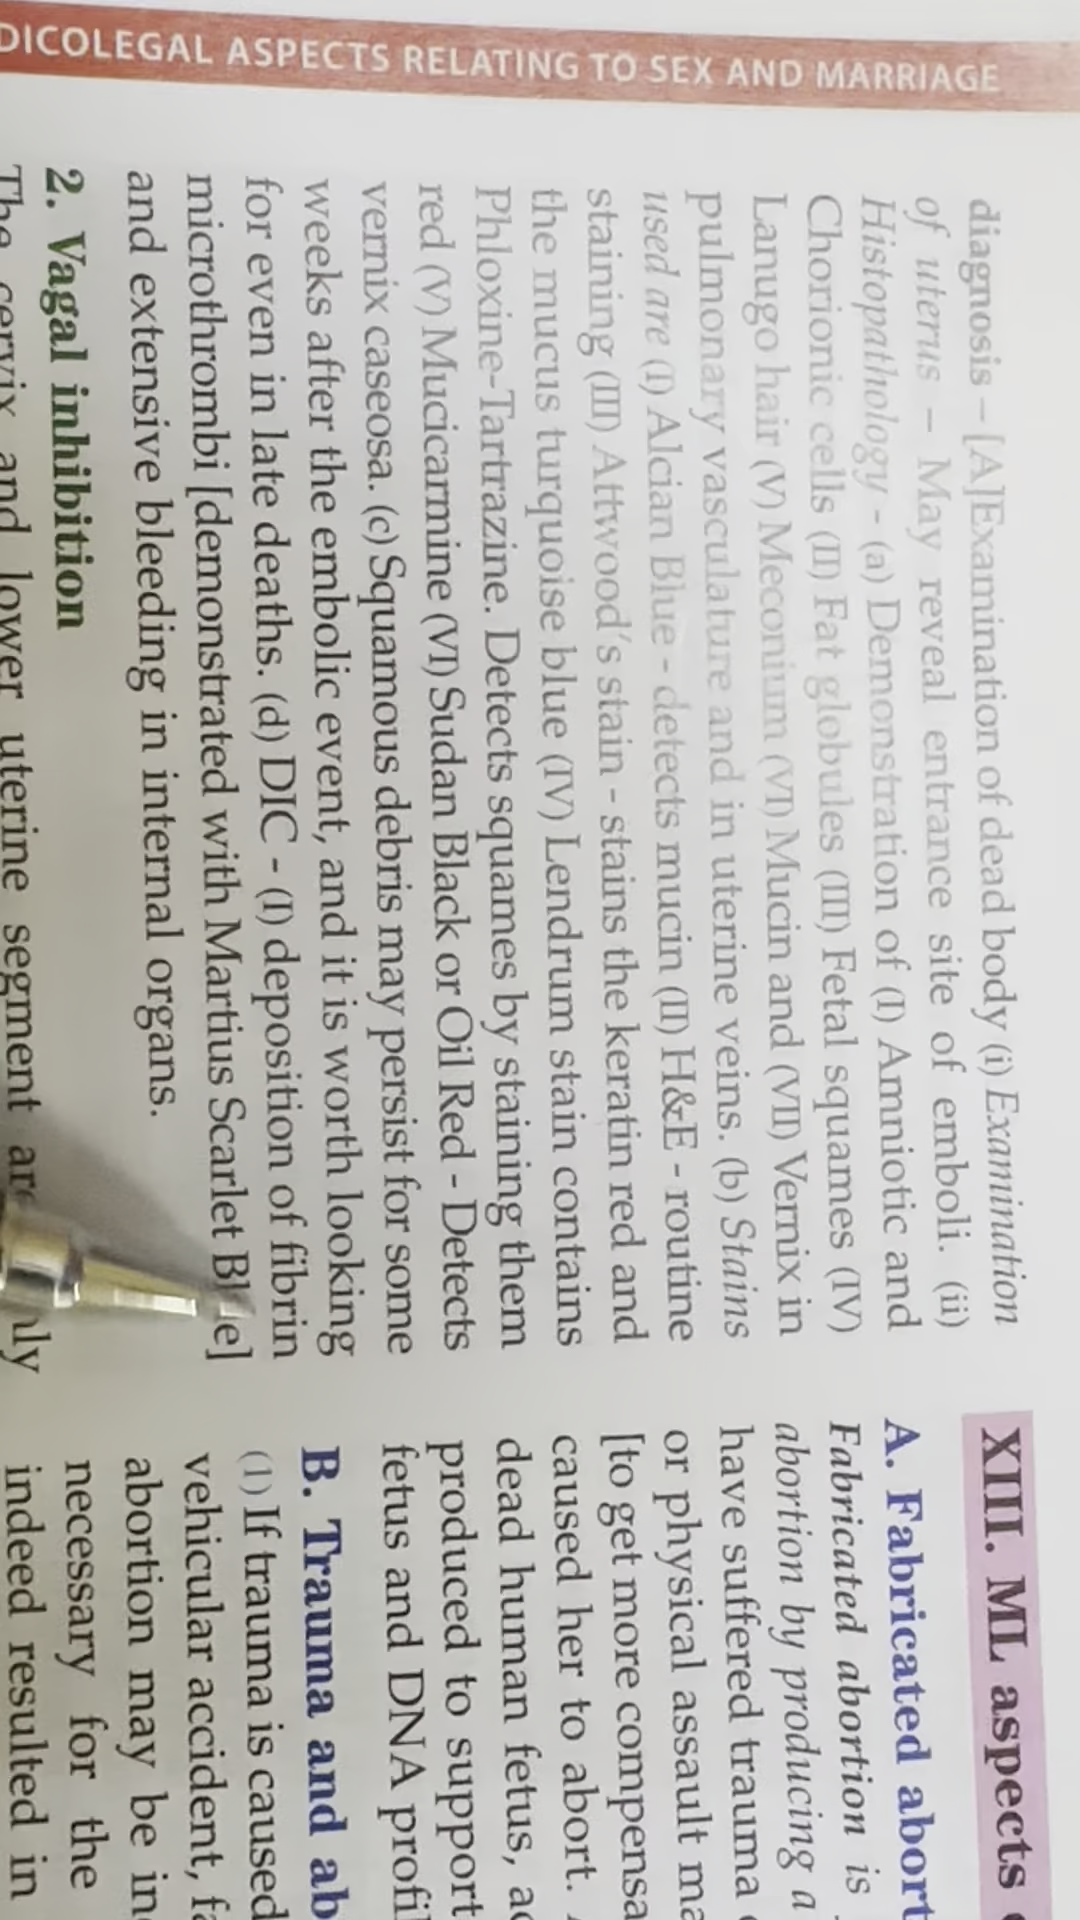 DICOLEGAL ASPECTS RELATING TO SEX AND MARRIAGE
diagnosis – [A]Examination of dead body (i) Examination
of uterus – May reveal entrance site of emboli. (ii)
Histopathology - (a) Demonstration of (I) Amniotic and
Chorionic cells (II) Fat globules (III) Fetal squames (IV)
Lanugo hair (V) Meconium (VI) Mucin and (VII) Vernix in
pulmonary vasculature and in uterine veins. (b) Stains
used are (I) Alcian Blue - detects mucin (II) H&E - routine
staining (III) Attwood's stain - stains the keratin red and
the mucus turquoise blue (IV) Lendrum stain contains
Phloxine-Tartrazine. Detects squames by staining them
red (V) Mucicarmine (VI) Sudan Black or Oil Red - Detects
vernix caseosa. (c) Squamous debris may persist for some
weeks after the embolic event, and it is worth looking
for even in late deaths. (d) DIC - (I) deposition of fibrin
microthrombi [demonstrated with Martius Scarlet Bl e]
and extensive bleeding in internal organs.
2. Vagal inhibition
The cervix and lower uterine segment ar
XIII. ML aspects
A. Fabricated abort
Fabricated abortion is
abortion by producing a
have suffered trauma
or physical assault ma
[to get more compensa
caused her to abort.
dead human fetus, a
produced to support
fetus and DNA profi
B. Trauma and ab
(1) If trauma is caused
vehicular accident, fa
abortion may be in
necessary for the
indeed resulted in